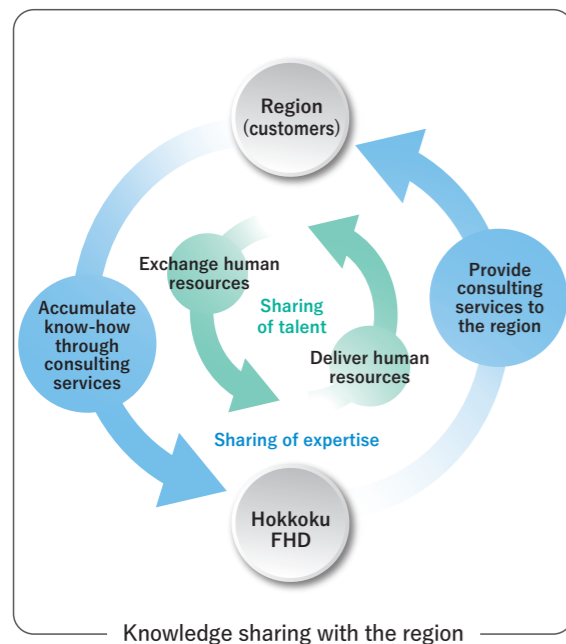 Region
(customers)
Exchange human
resources
Sharing
of talent
Accumulate
know-how
through
consulting
services
Provide
consulting
services to
the region
Deliver human
resources
Sharing of expertise
Hokkoku
FHD
Knowledge sharing with the region